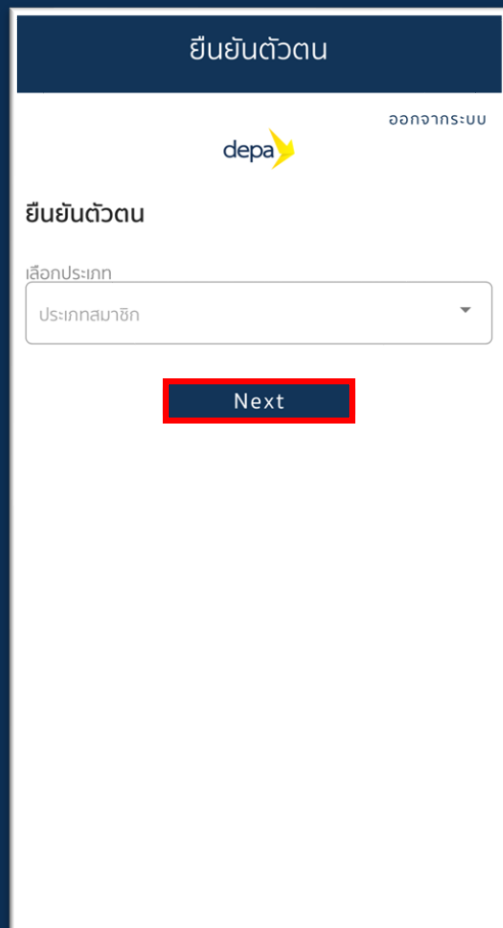 ยืนยันตัวตน
ออกจากระบบ
depa
ยืนยันตัวตน
เลือกประเภท
ประเภทสมาชิก
Next